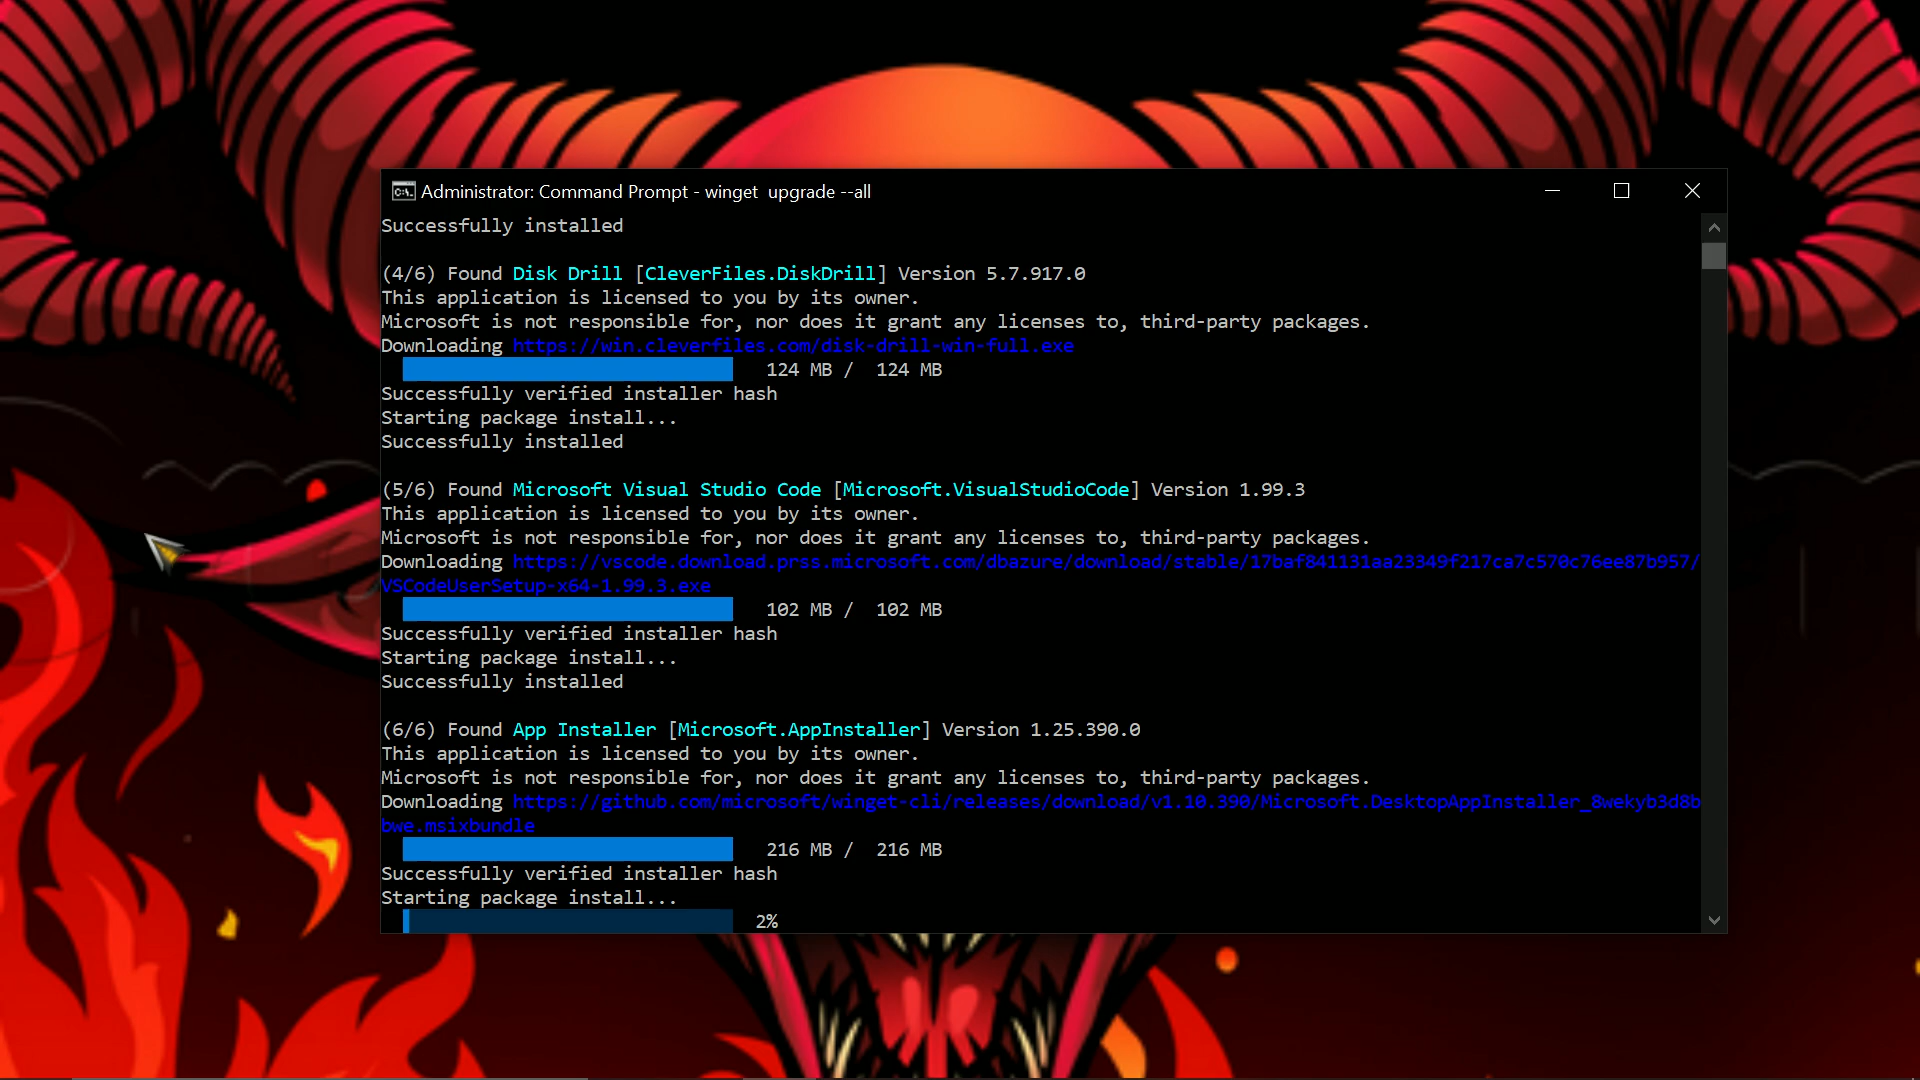 Administrator: Command Prompt - winget  upgrade --all
Successfully installed
(4/6) Found Disk Drill [CleverFiles.DiskDrill] Version 5.7.917.0
This application is licensed to you by its owner.
Microsoft is not responsible for, nor does it grant any licenses to, third-party packages.
Downloading https://win.cleverfiles.com/disk-drill-win-full.exe
124 MB /  124 MB
Successfully verified installer hash
Starting package install...
Successfully installed
(5/6) Found Microsoft Visual Studio Code [Microsoft.VisualStudioCode] Version 1.99.3
This application is licensed to you by its owner.
Microsoft is not responsible for, nor does it grant any licenses to, third-party packages.
Downloading https://vscode.download.prss.microsoft.com/dbazure/download/stable/17baf841131aa23349f217ca7c570c76ee87b957/
VSCodeUserSetup-x64-1.99.3.exe
102 MB /  102 MB
Successfully verified installer hash
Starting package install...
Successfully installed
(6/6) Found App Installer [Microsoft.AppInstaller] Version 1.25.390.0
This application is licensed to you by its owner.
Microsoft is not responsible for, nor does it grant any licenses to, third-party packages.
Downloading https://github.com/microsoft/winget-cli/releases/download/v1.10.390/Microsoft.DesktopAppInstaller_8wekyb3d8b
bwe.msixbundle
216 MB /  216 MB
Successfully verified installer hash
Starting package install...
2%